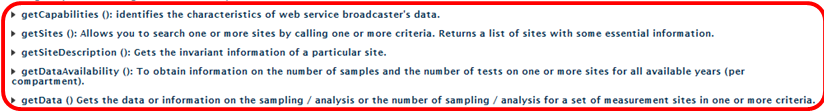 getCapabilities (): identifies the characteristics of web service broadcaster's data.
getSites (): Allows you to search one or more sites by calling one or more criteria. Returns a list of sites with some essential information.
getSiteDescription (): Gets the invariant information of a particular site.
getDataAvailability (): To obtain information on the number of samples and the number of tests on one or more sites for all available years (per
compartment).
getData () Gets the data or information on the sampling / analysis or the number of sampling / analysis for a set of measurement sites in one or more criteria.